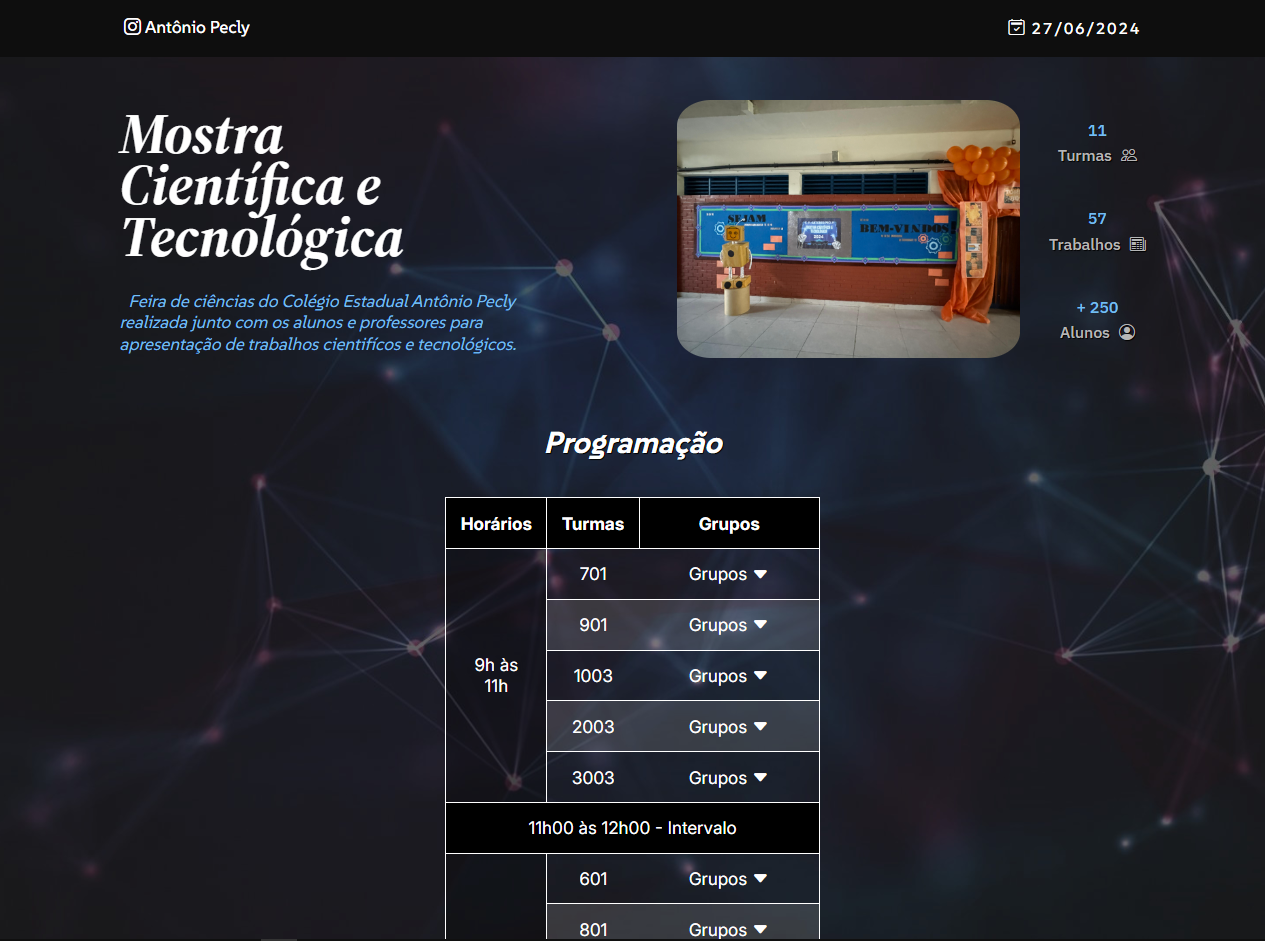 Antônio Pecly
27/06/2024
Mostra
Científica e
Tecnológica
Feira de ciências do Colégio Estadual Antônio Pecly
realizada junto com os alunos e professores para
apresentação de trabalhos cientifícos e tecnológicos.
SEJAM
2024
BEM-VINDOS!
11
Turmas
57
Trabalhos
+ 250
Alunos
Programação
Horários Turmas Grupos
9h às
11h
701 Grupos
901 Grupos
1003 Grupos
2003 Grupos
3003 Grupos
11h00 às 12h00 - Intervalo
601 Grupos
801 Grupos